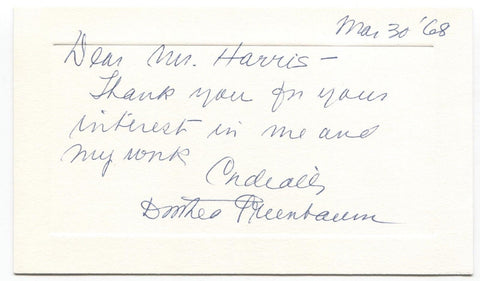 Mar 30 '68
Dear Mr. Harris –
Thank you for your
interest in me and
my work
Cordially
Dorothea Greenbaum